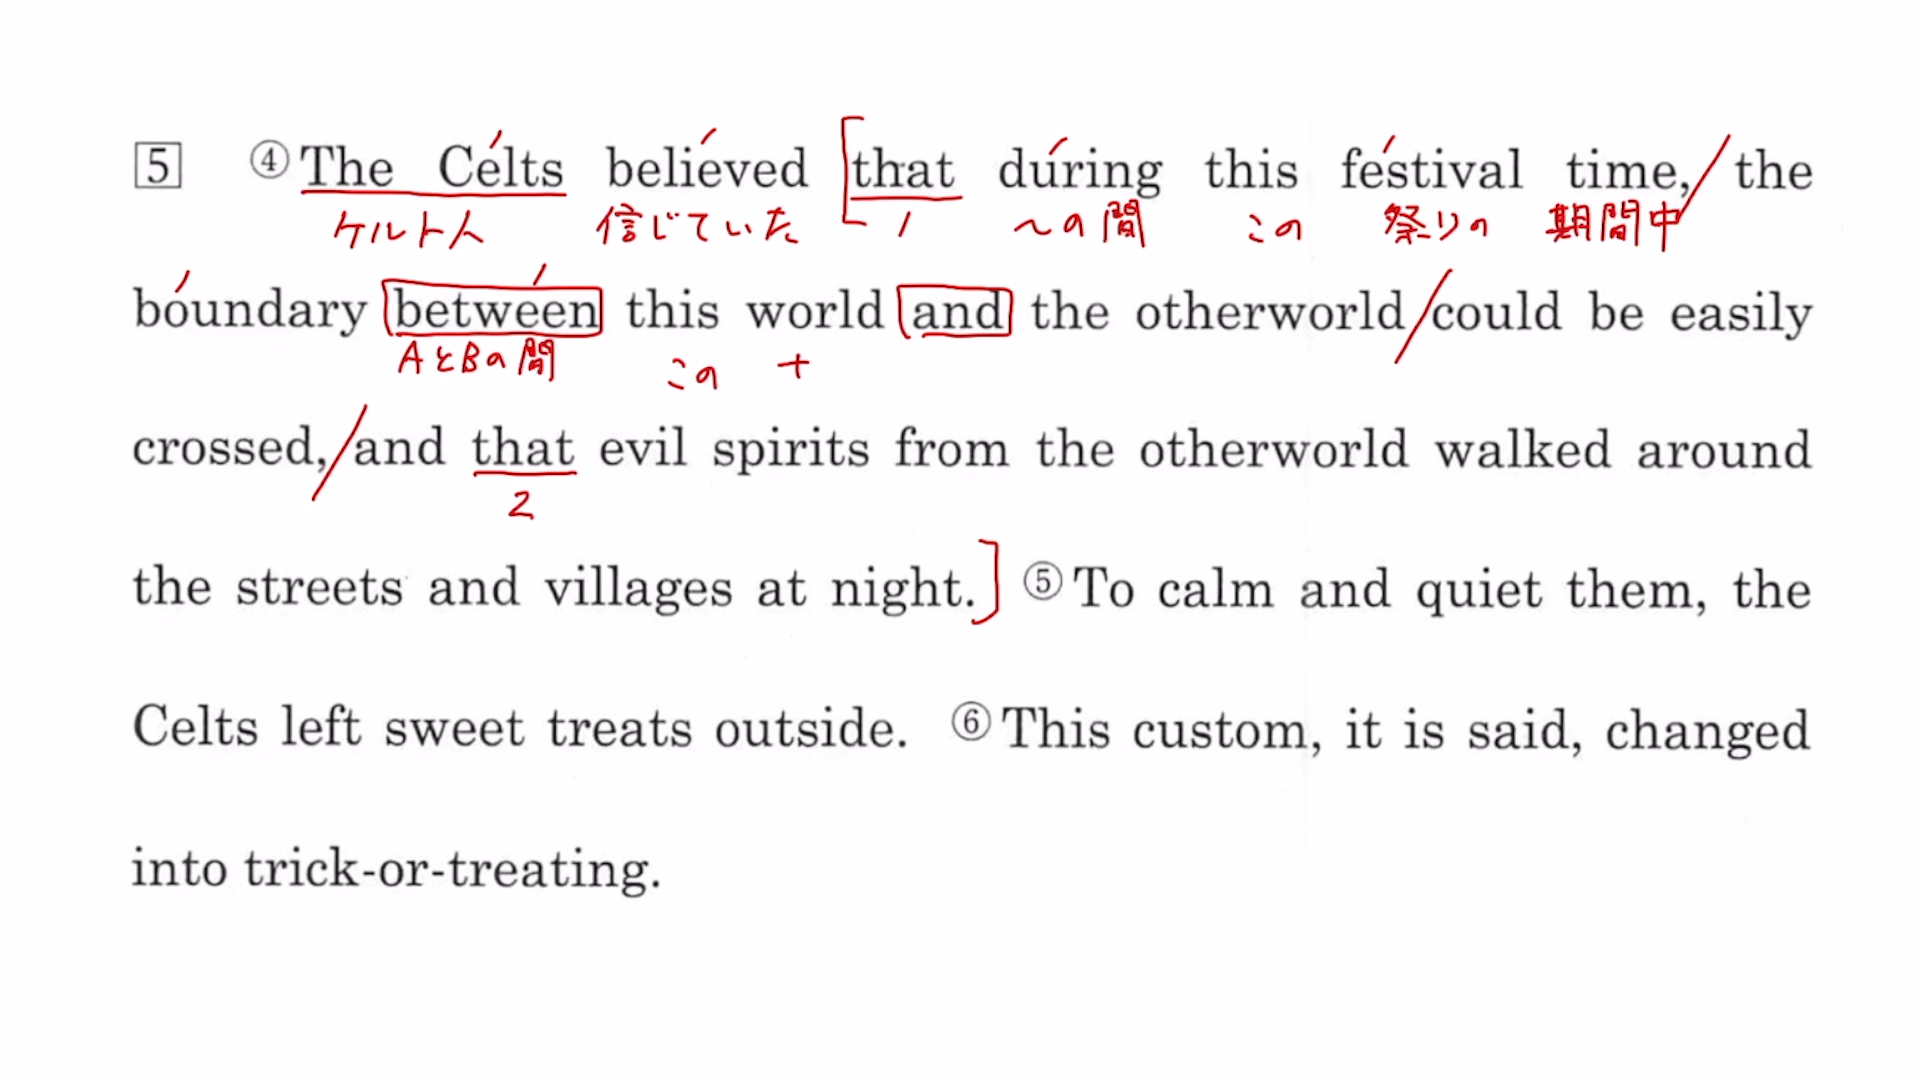 5 ④The Celts believed [that during this festival time,/the
ケルト人 信じていた 1 〜の間 この 祭りの 期間中
boundary between this world and the otherworld/could be easily
AとBの間 この
crossed,/and that evil spirits from the otherworld walked around
2
the streets and villages at night.] ⑤To calm and quiet them, the
Celts left sweet treats outside. ⑥This custom, it is said, changed
into trick-or-treating.